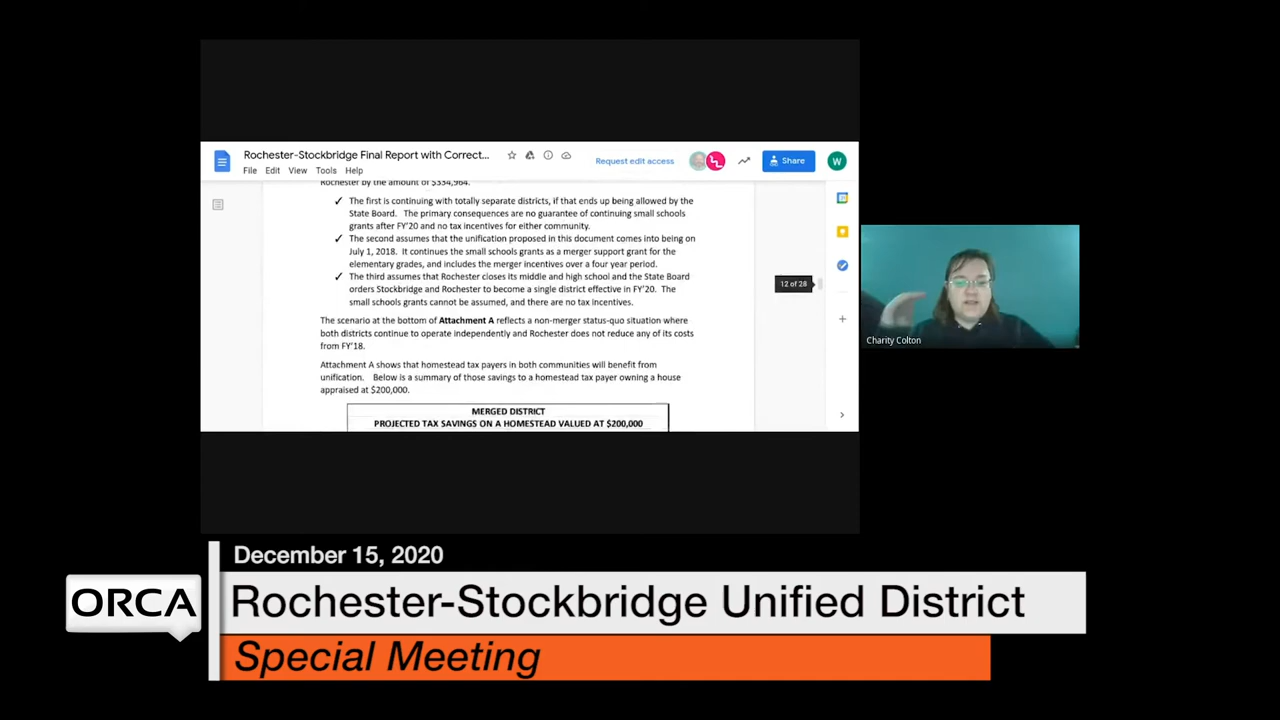 Rochester-Stockbridge Final Report with Correct...
File Edit View Tools Help
Request edit access
Share
W
Rochester by the amount of $334,964.
✓ The first is continuing with totally separate districts, if that ends up being allowed by the
State Board. The primary consequences are no guarantee of continuing small schools
grants after FY'20 and no tax incentives for either community.
✓ The second assumes that the unification proposed in this document comes into being on
July 1, 2018. It continues the small schools grants as a merger support grant for the
elementary grades, and includes the merger incentives over a four year period.
✓ The third assumes that Rochester closes its middle and high school and the State Board
orders Stockbridge and Rochester to become a single district effective in FY'20. The
small schools grants cannot be assumed, and there are no tax incentives.
12 of 28
The scenario at the bottom of Attachment A reflects a non-merger status-quo situation where
both districts continue to operate independently and Rochester does not reduce any of its costs
from FY'18.
Attachment A shows that homestead tax payers in both communities will benefit from
unification. Below is a summary of those savings to a homestead tax payer owning a house
appraised at $200,000.
MERGED DISTRICT
PROJECTED TAX SAVINGS ON A HOMESTEAD VALUED AT $200,000
Charity Colton
December 15, 2020
ORCA
Rochester-Stockbridge Unified District
Special Meeting